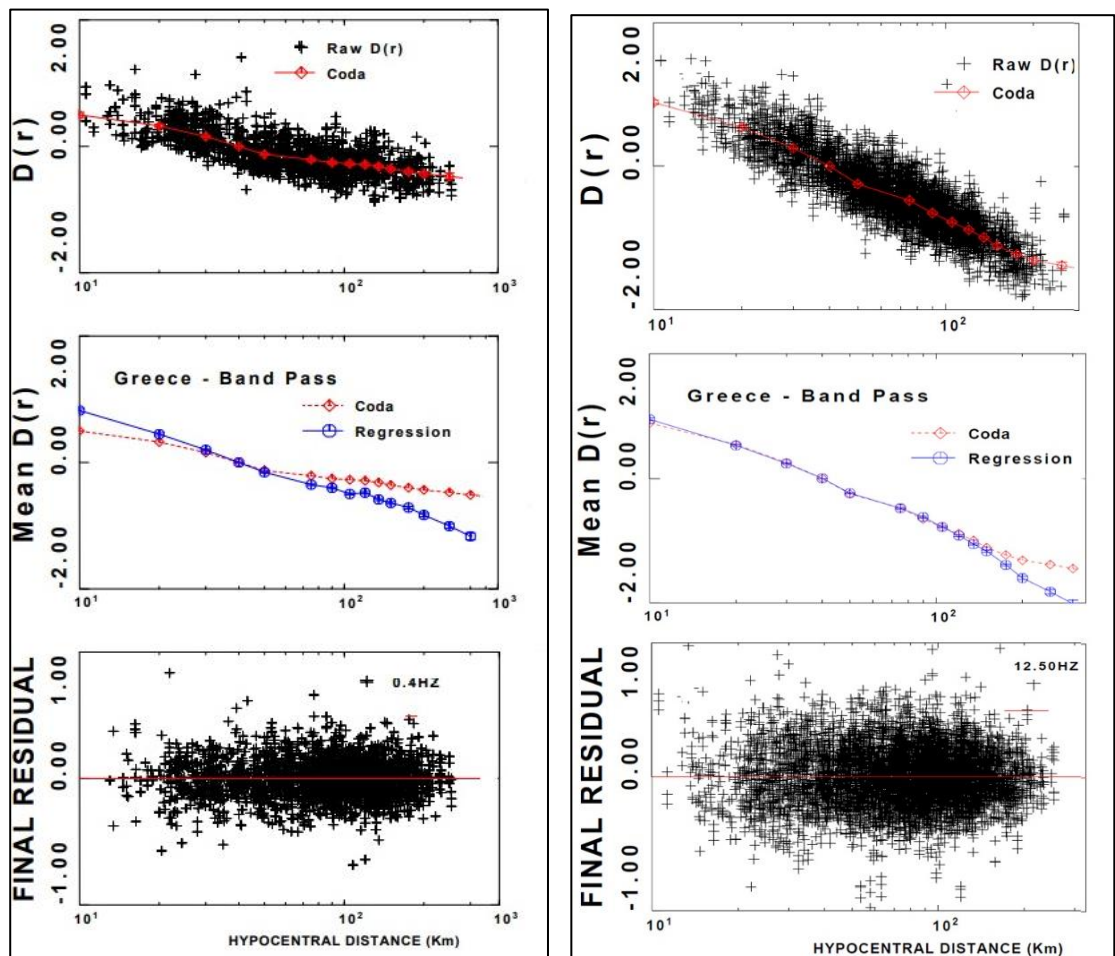 2.00
0.00
-2.00
D(r)
Raw D(r)
Coda
10¹
10²
10³
2.00
0.00
-2.00
Mean D(r)
Greece - Band Pass
Coda
Regression
10¹
10²
10³
1.00
0.00
-1.00
FINAL RESIDUAL
0.4HZ
10¹
10²
10³
HYPOCENTRAL DISTANCE (Km)
2.00
0.00
-2.00
D(r)
Raw D(r)
Coda
10¹
10²
2.00
0.00
-2.00
Mean D(r)
Greece - Band Pass
Coda
Regression
10¹
10²
1.00
0.00
-1.00
FINAL RESIDUAL
12.50HZ
10¹
10²
HYPOCENTRAL DISTANCE (Km)